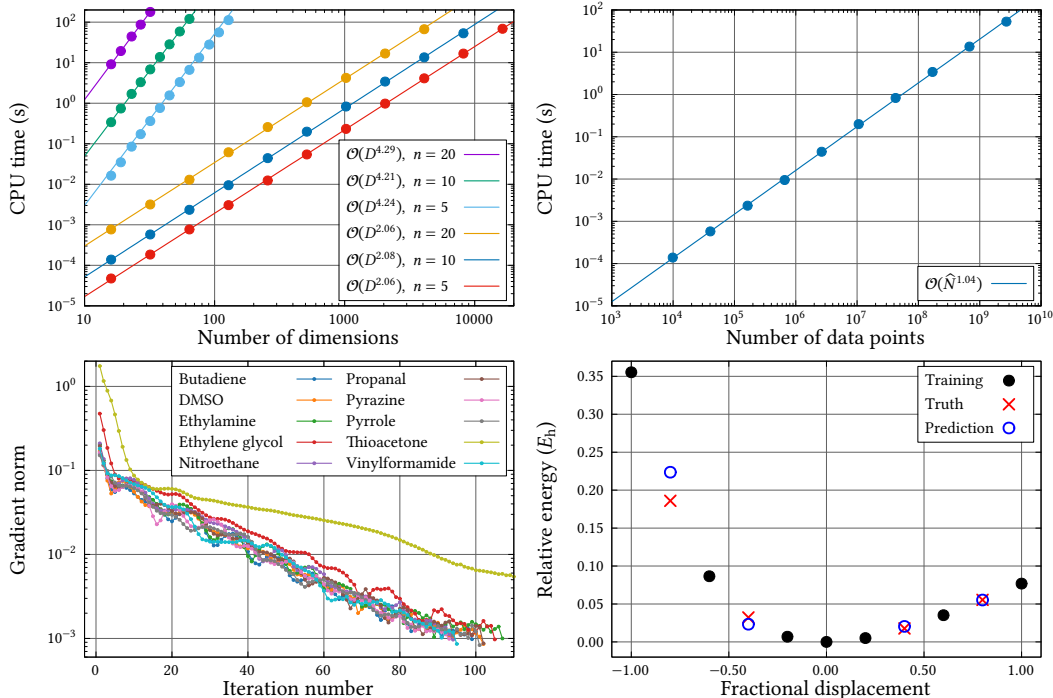 CPU time (s)
10²
10¹
10⁰
10⁻¹
10⁻²
10⁻³
10⁻⁴
10⁻⁵
10
100
1000
10000
Number of dimensions
𝒪(D⁴·²⁹), n = 20
𝒪(D⁴·²¹), n = 10
𝒪(D⁴·²⁴), n = 5
𝒪(D²·⁰⁶), n = 20
𝒪(D²·⁰⁸), n = 10
𝒪(D²·⁰⁶), n = 5
CPU time (s)
10²
10¹
10⁰
10⁻¹
10⁻²
10⁻³
10⁻⁴
10⁻⁵
10³
10⁴
10⁵
10⁶
10⁷
10⁸
10⁹
10¹⁰
Number of data points
𝒪(N̂¹·⁰⁴)
Gradient norm
10⁰
10⁻¹
10⁻²
10⁻³
0
20
40
60
80
100
Iteration number
Butadiene
DMSO
Ethylamine
Ethylene glycol
Nitroethane
Propanal
Pyrazine
Pyrrole
Thioacetone
Vinylformamide
Relative energy (Eₕ)
0.35
0.30
0.25
0.20
0.15
0.10
0.05
0.00
−1.00
−0.50
0.00
0.50
1.00
Fractional displacement
Training
Truth
Prediction